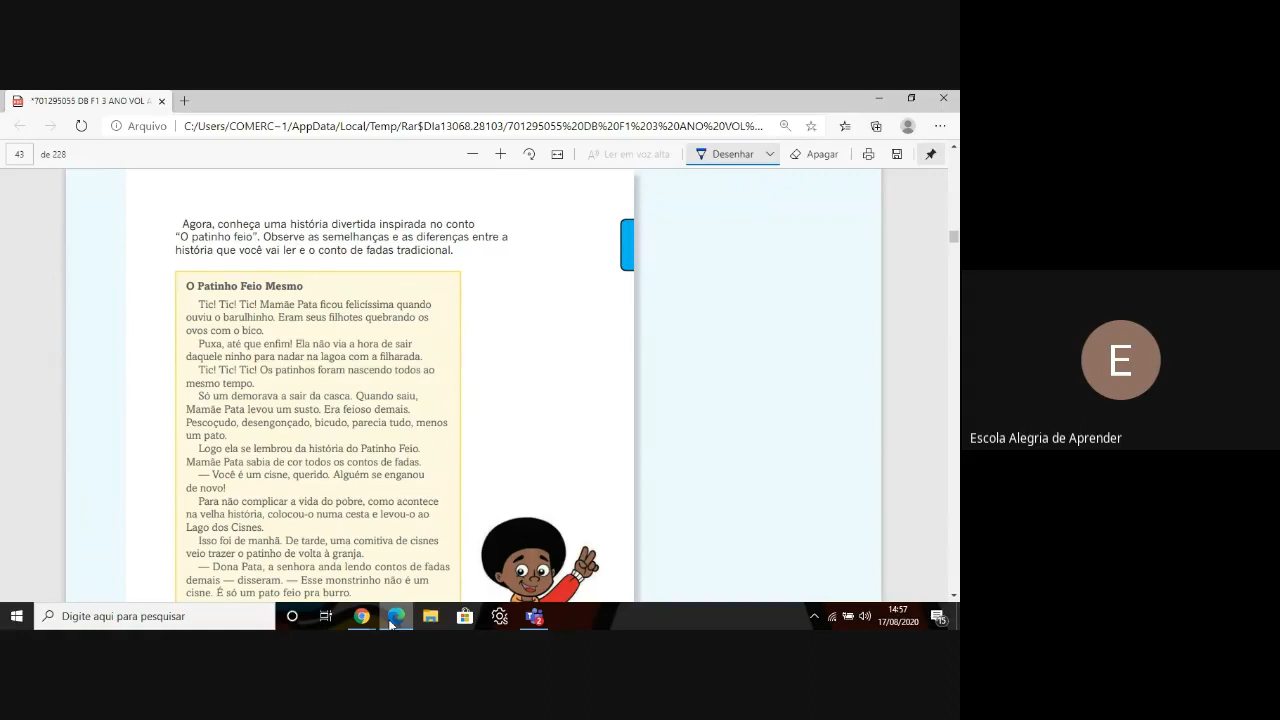 *701295055 DB F1 3 ANO VOL A
Arquivo
C:/Users/COMERC~1/AppData/Local/Temp/Rar$DIa13068.28103/701295055%20DB%20F1%203%20ANO%20VOL%...
43 de 228
Ler em voz alta
Desenhar
Apagar
Agora, conheça uma história divertida inspirada no conto
“O patinho feio”. Observe as semelhanças e as diferenças entre a
história que você vai ler e o conto de fadas tradicional.
O Patinho Feio Mesmo
Tic! Tic! Tic! Mamãe Pata ficou felicíssima quando
ouviu o barulhinho. Eram seus filhotes quebrando os
ovos com o bico.
Puxa, até que enfim! Ela não via a hora de sair
daquele ninho para nadar na lagoa com a filharada.
Tic! Tic! Tic! Os patinhos foram nascendo todos ao
mesmo tempo.
Só um demorava a sair da casca. Quando saiu,
Mamãe Pata levou um susto. Era feioso demais.
Pescoçudo, desengonçado, bicudo, parecia tudo, menos
um pato.
Logo ela se lembrou da história do Patinho Feio.
Mamãe Pata sabia de cor todos os contos de fadas.
— Você é um cisne, querido. Alguém se enganou
de novo!
Para não complicar a vida do pobre, como acontece
na velha história, colocou-o numa cesta e levou-o ao
Lago dos Cisnes.
Isso foi de manhã. De tarde, uma comitiva de cisnes
veio trazer o patinho de volta à granja.
— Dona Pata, a senhora anda lendo contos de fadas
demais — disseram. — Esse monstrinho não é um
cisne. É só um pato feio pra burro.
E
Escola Alegria de Aprender
Digite aqui para pesquisar
2
14:57
17/08/2020
15